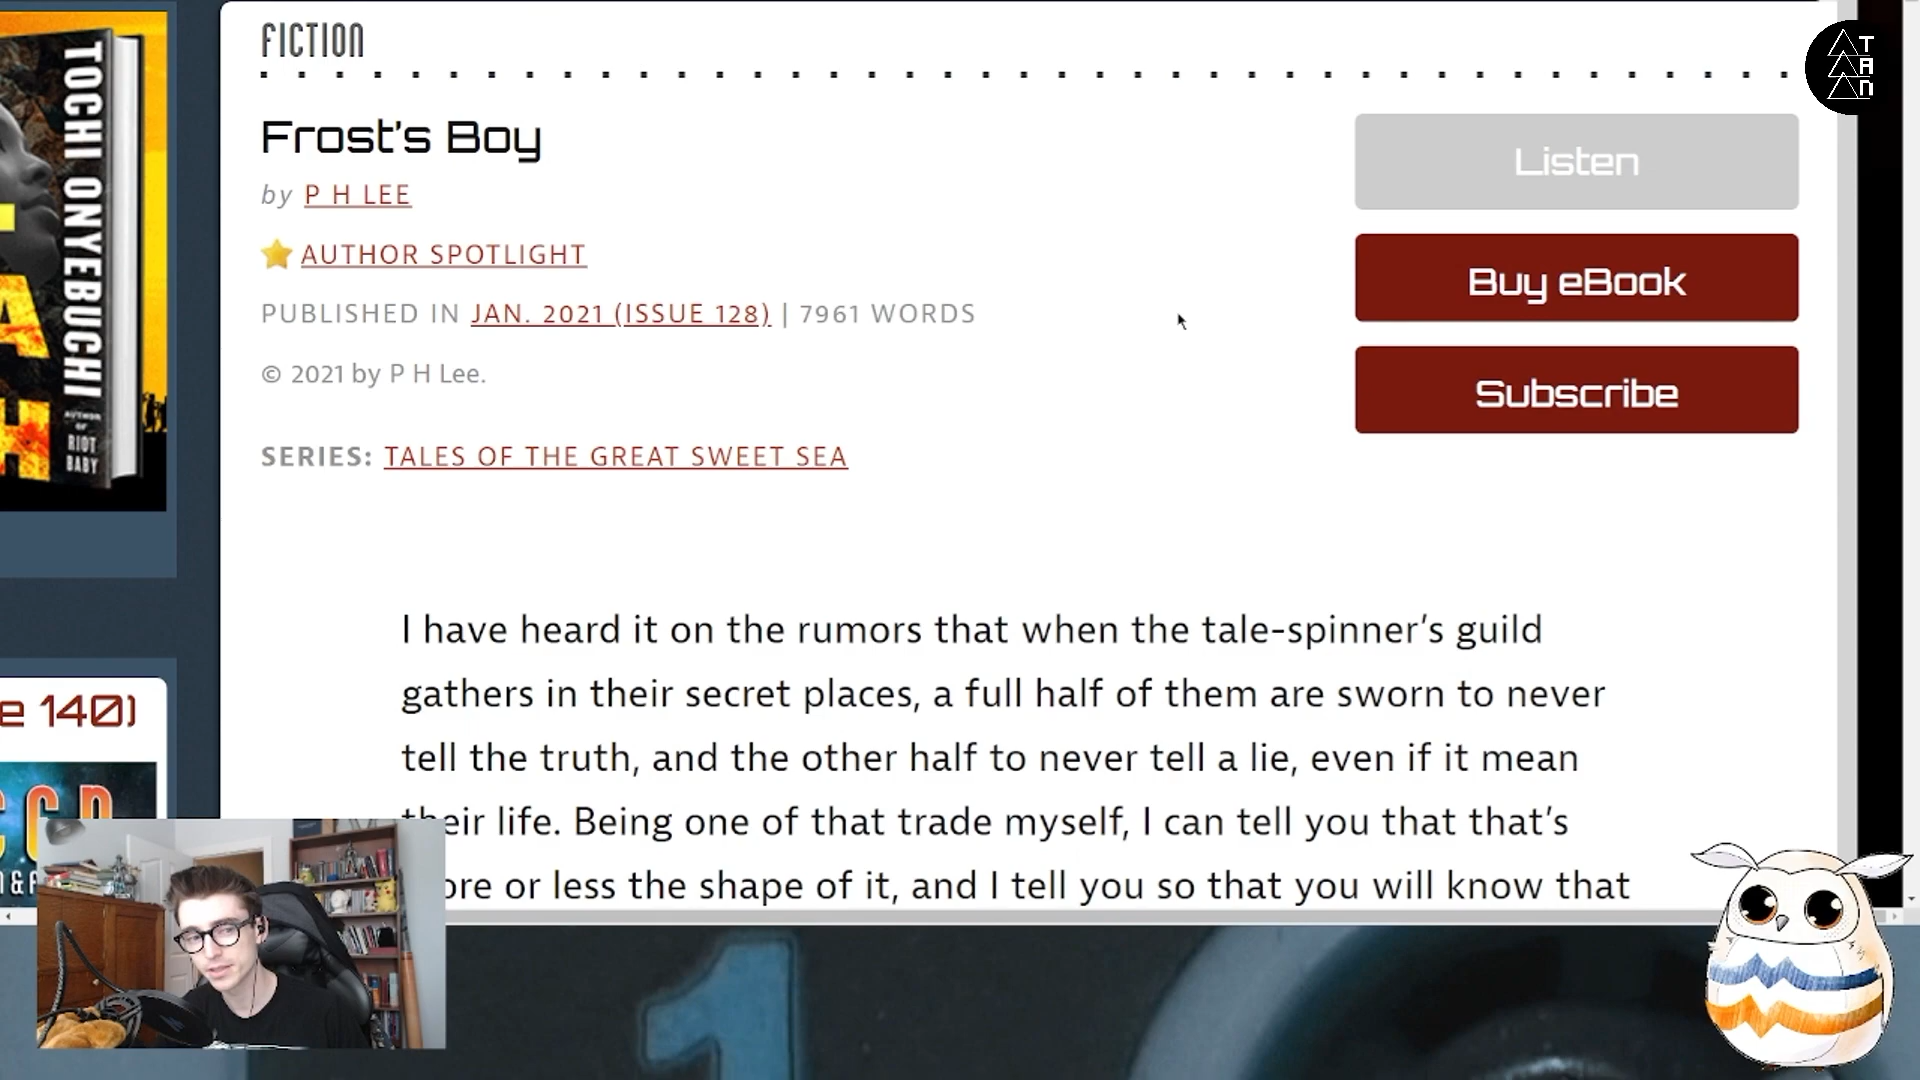 FICTION
Frost's Boy
by P H LEE
AUTHOR SPOTLIGHT
PUBLISHED IN JAN. 2021 (ISSUE 128) | 7961 WORDS
© 2021 by P H Lee.
SERIES: TALES OF THE GREAT SWEET SEA
Listen
Buy eBook
Subscribe
I have heard it on the rumors that when the tale-spinner's guild
gathers in their secret places, a full half of them are sworn to never
tell the truth, and the other half to never tell a lie, even if it mean
their life. Being one of that trade myself, I can tell you that that's
ore or less the shape of it, and I tell you so that you will know that
TOCHI ONYEBUCHI
AUTHOR
OF
RIOT
BABY
e 140)
TAN
1